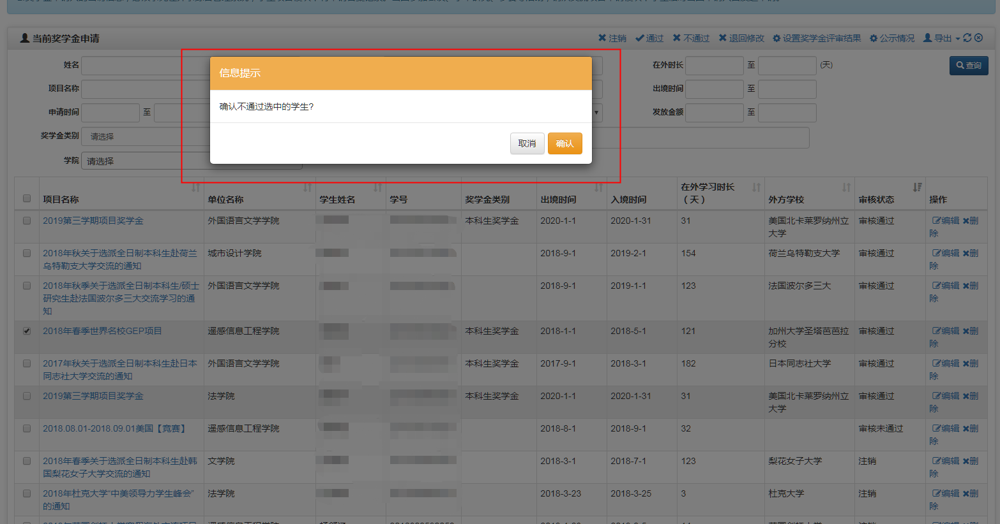 当前奖学金申请
注销 通过 不通过 退回修改 设置奖学金评审结果 公示情况 导出
姓名
在外时长 至 (天) 查询
项目名称
出境时间 至
申请时间 至
发放金额 至
奖学金类别 请选择
学院 请选择
信息提示
确认不通过选中的学生?
取消 确认
项目名称 单位名称 学生姓名 学号 奖学金类别 出境时间 入境时间 在外学习时长
（天） 外方学校 审核状态 操作
2019第三学期项目奖学金 外国语言文学学院 本科生奖学金 2020-1-1 2020-1-31 31 美国北卡莱罗纳州立 审核通过 编辑 删
大学 除
2018年秋关于选派全日制本科生赴荷兰 城市设计学院 2018-9-1 2019-2-1 154 荷兰乌特勒支大学 审核通过 编辑 删
乌特勒支大学交流的通知 除
2018年秋季关于选派全日制本科生/硕士 外国语言文学学院 2018-9-1 2019-1-1 123 法国波尔多三大 审核通过 编辑 删
研究生赴法国波尔多三大交流学习的通 除
知
2018年春季世界名校GEP项目 遥感信息工程学院 本科生奖学金 2018-1-1 2018-5-1 121 加州大学圣塔芭芭拉 审核通过 编辑 删
分校 除
2017年秋关于选派全日制本科生赴日本 外国语言文学学院 本科生奖学金 2017-9-1 2018-3-1 182 日本同志社大学 审核通过 编辑 删
同志社大学交流的通知 除
2019第三学期项目奖学金 法学院 本科生奖学金 2020-1-1 2020-1-31 31 美国北卡莱罗纳州立 审核通过 编辑 删
大学 除
2018.08.01-2018.09.01美国【竞赛】 遥感信息工程学院 2018-8-1 2018-9-1 32 审核未通过 编辑 删
除
2018年春季关于选派全日制本科生赴韩 文学院 2018-3-1 2018-7-1 123 梨花女子大学 注销 编辑 删
国梨花女子大学交流的通知 除
2018年杜克大学“中美领导力学生峰会” 法学院 2018-3-23 2018-3-25 3 杜克大学 注销 编辑 删
的通知 除